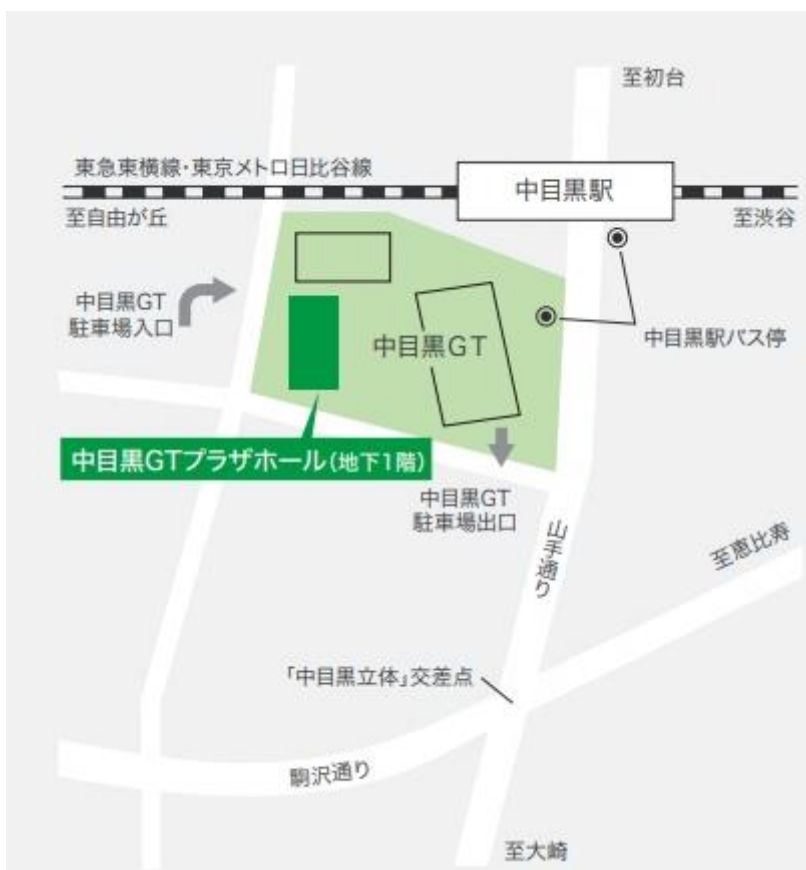 至初台
東急東横線・東京メトロ日比谷線
中目黒駅
至自由が丘
至渋谷
中目黒GT
駐車場入口
中目黒GT
中目黒駅バス停
中目黒GTプラザホール(地下1階)
中目黒GT
駐車場出口
山手通り
至恵比寿
「中目黒立体」交差点
駒沢通り
至大崎